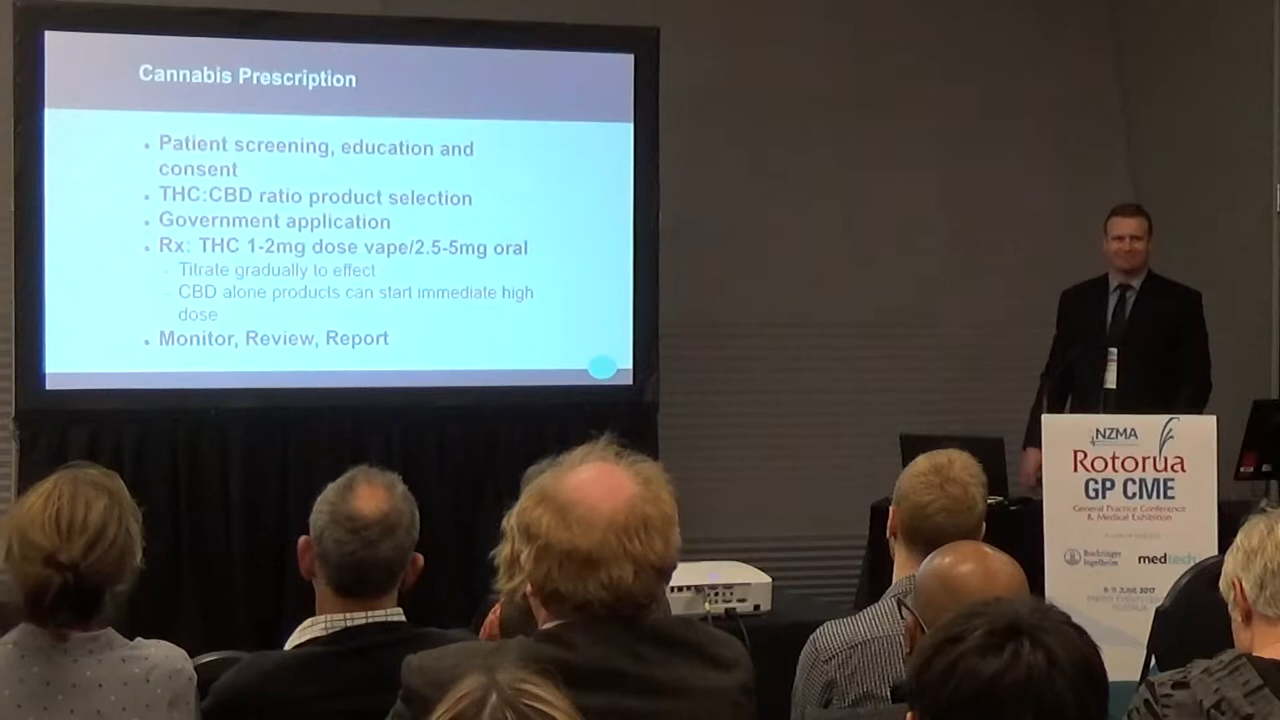 Cannabis Prescription
• Patient screening, education and
consent
• THC:CBD ratio product selection
• Government application
• Rx: THC 1-2mg dose vape/2.5-5mg oral
- Titrate gradually to effect
- CBD alone products can start immediate high
dose
• Monitor, Review, Report
NZMA
Rotorua
GP CME
General Practice Conference
& Medical Exhibition
Boehringer
Ingelheim
medtech
8-11 JUNE 2017
ROTORUA